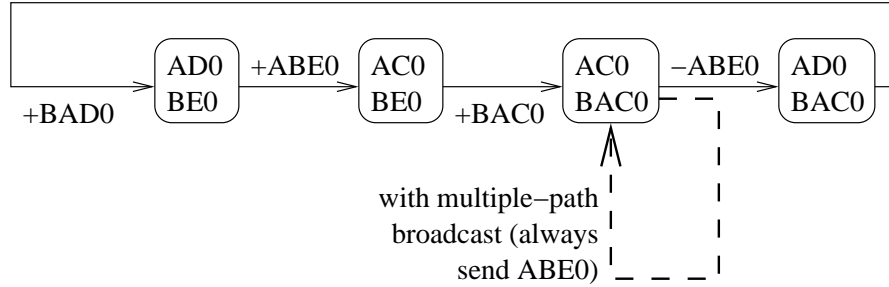 AD0
BE0
+ABE0
AC0
BE0
AC0
BAC0
−ABE0
AD0
BAC0
+BAD0
+BAC0
with multiple−path
broadcast (always
send ABE0)